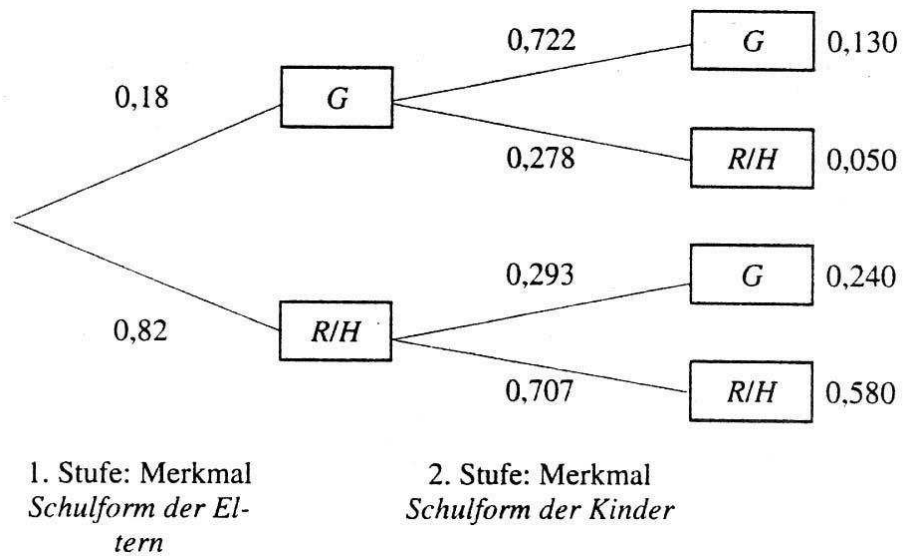 0,722
G 0,130
0,18
G
0,278
R/H 0,050
0,293
G 0,240
0,82
R/H
0,707
R/H 0,580
1. Stufe: Merkmal
Schulform der El-
tern
2. Stufe: Merkmal
Schulform der Kinder